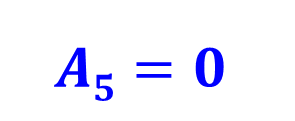 A₅ = 0